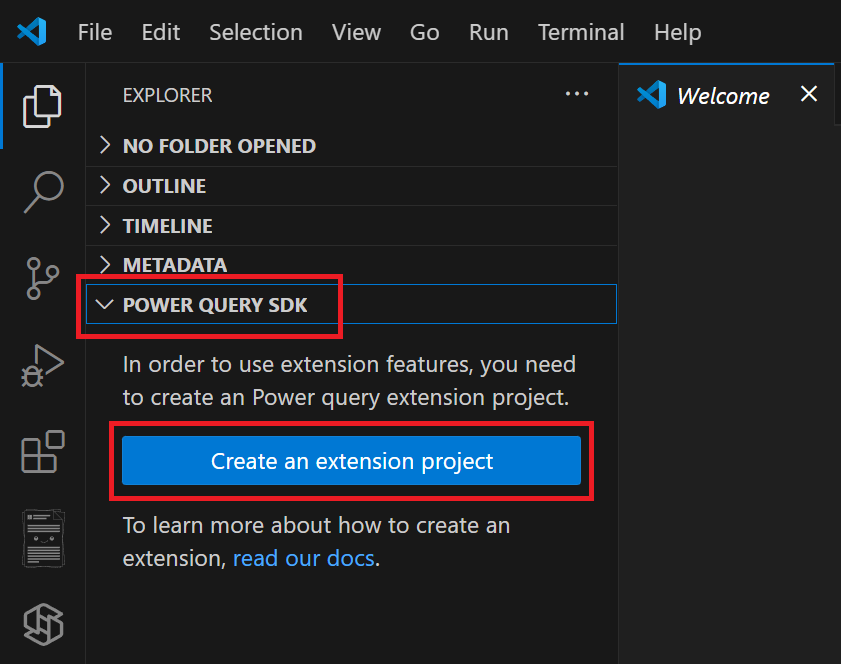 File Edit Selection View Go Run Terminal Help
EXPLORER
Welcome
NO FOLDER OPENED
OUTLINE
TIMELINE
METADATA
POWER QUERY SDK
In order to use extension features, you need
to create an Power query extension project.
Create an extension project
To learn more about how to create an
extension, read our docs.